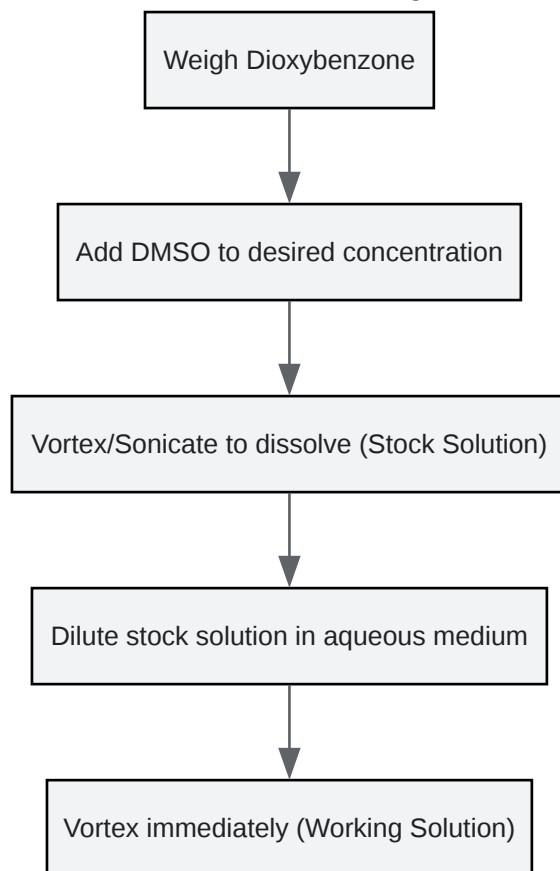 Weigh Dioxybenzone
Add DMSO to desired concentration
Vortex/Sonicate to dissolve (Stock Solution)
Dilute stock solution in aqueous medium
Vortex immediately (Working Solution)